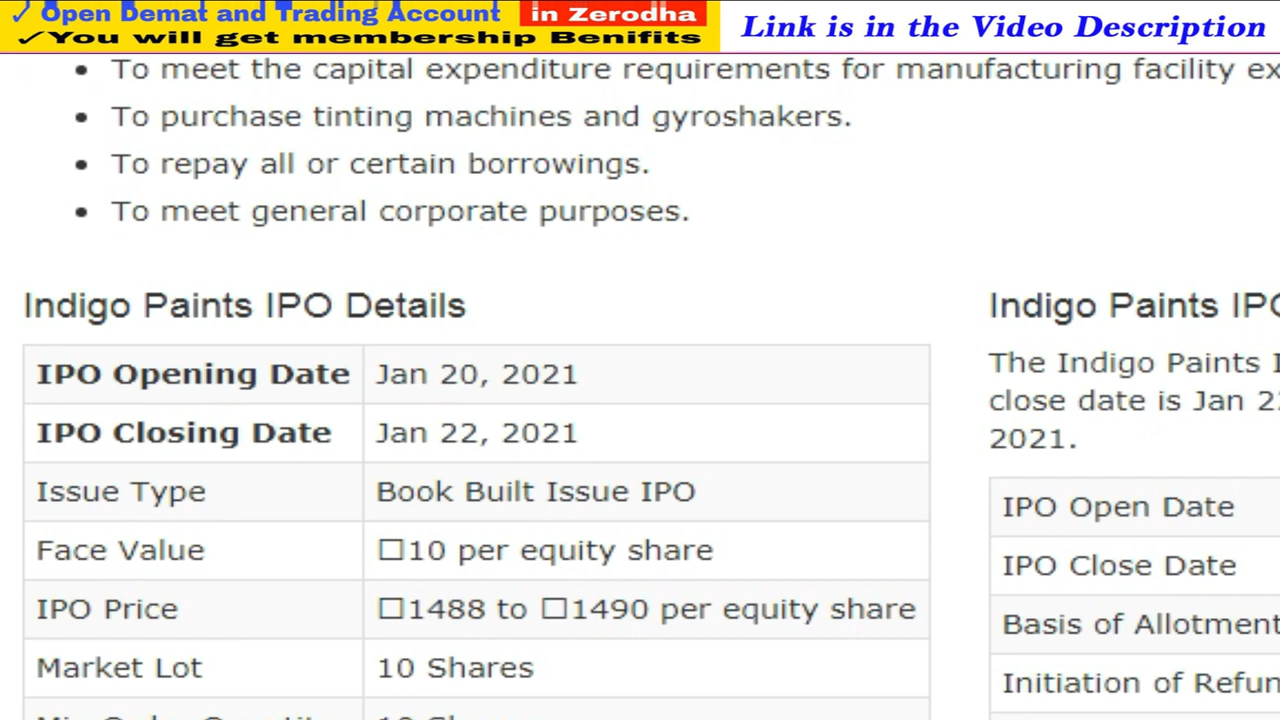 ✓ Open Demat and Trading Account in Zerodha
✓You will get membership Benifits
Link is in the Video Description
• To meet the capital expenditure requirements for manufacturing facility
• To purchase tinting machines and gyroshakers.
• To repay all or certain borrowings.
• To meet general corporate purposes.
Indigo Paints IPO Details
IPO Opening Date Jan 20, 2021
IPO Closing Date Jan 22, 2021
Issue Type Book Built Issue IPO
Face Value ☐10 per equity share
IPO Price ☐1488 to ☐1490 per equity share
Market Lot 10 Shares
Indigo Paints
The Indigo Paints
close date is Jan
2021.
IPO Open Date
IPO Close Date
Basis of Allotment
Initiation of